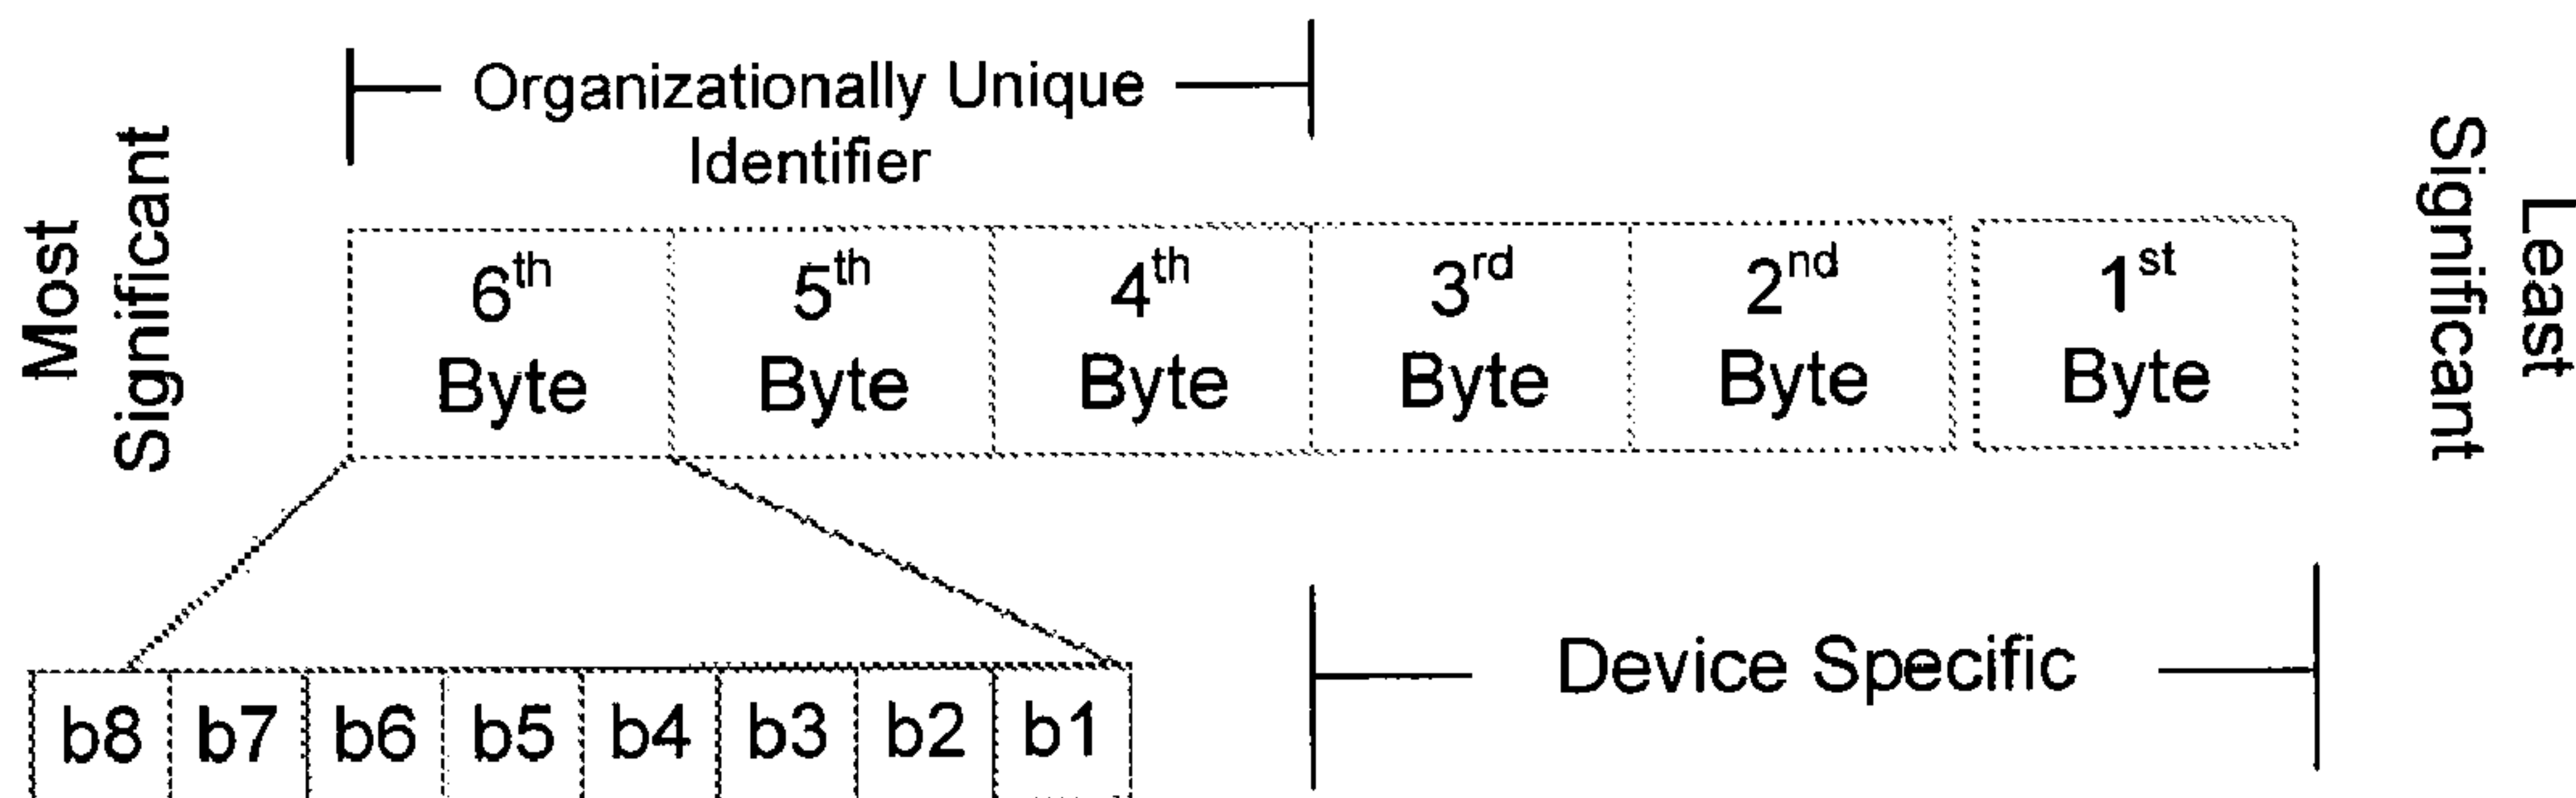 Organizationally Unique
Identifier
Most
Significant
6th Byte
5th Byte
4th Byte
3rd Byte
2nd Byte
1st Byte
Least
Significant
b8 b7 b6 b5 b4 b3 b2 b1
Device Specific